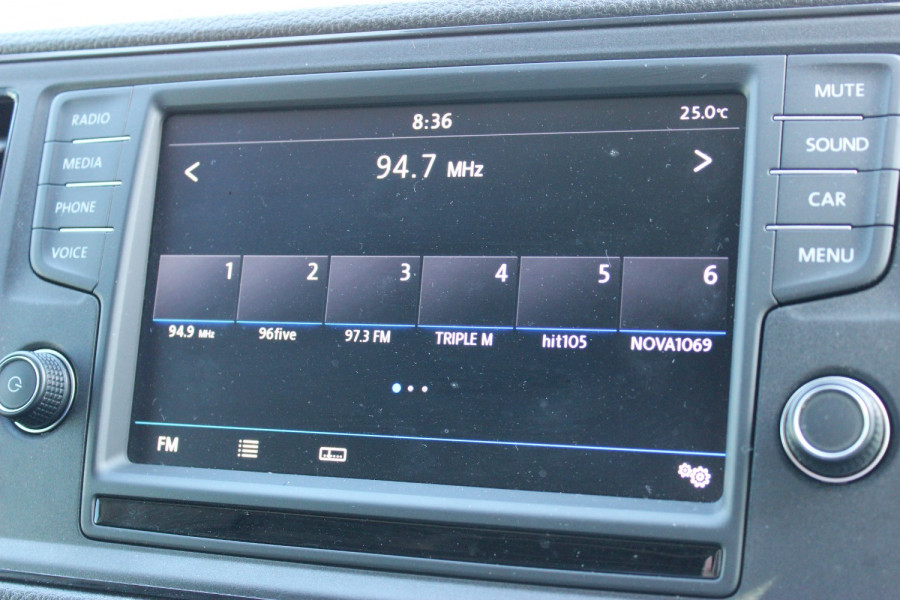 8:36
25.0°C
94.7 MHz
< >
RADIO
MEDIA
PHONE
VOICE
1 2 3 4 5 6
94.9 MHz 96five 97.3 FM TRIPLE M hit105 NOVA1069
FM
MUTE
SOUND
CAR
MENU